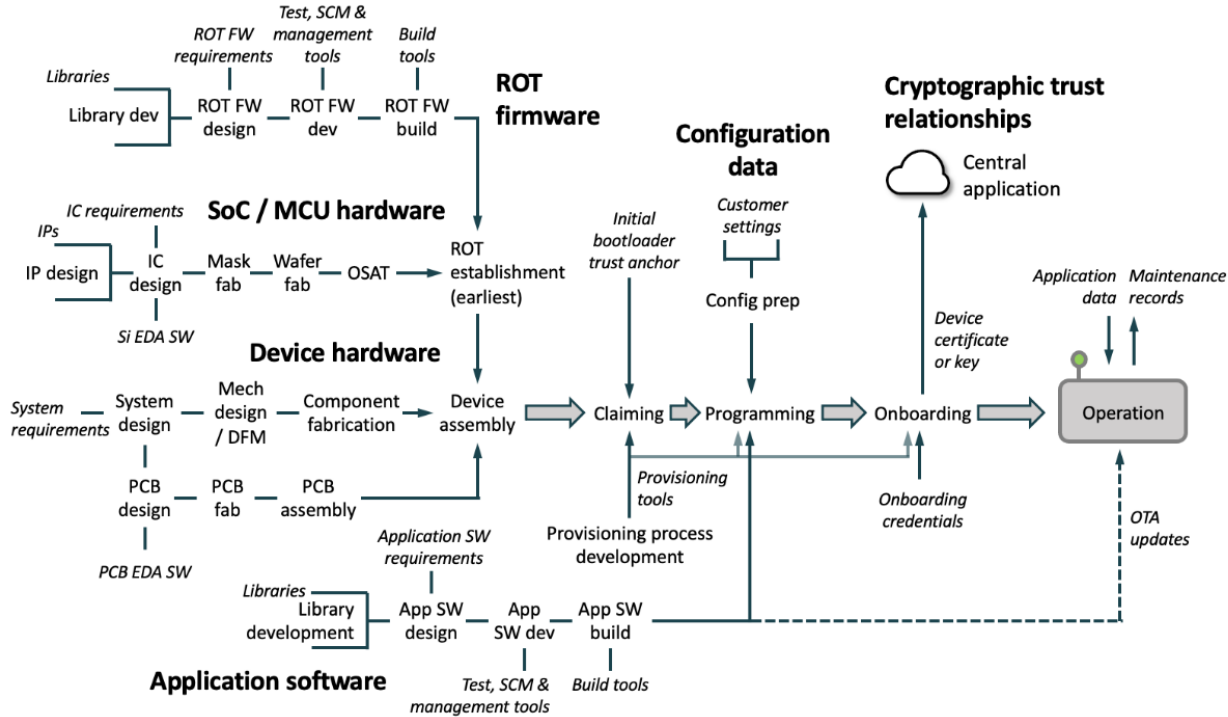 ROT FW
requirements
Test, SCM &
management
tools
Build
tools
Libraries
Library dev
ROT FW
design
ROT FW
dev
ROT FW
build
ROT
firmware
Cryptographic trust
relationships
Central
application
Configuration
data
Customer
settings
Config prep
SoC / MCU hardware
IC requirements
IPs
IP design
IC
design
Mask
fab
Wafer
fab
OSAT
ROT
establishment
(earliest)
Si EDA SW
Initial
bootloader
trust anchor
Device
certificate
or key
Application
data
Maintenance
records
Device hardware
System
requirements
System
design
Mech
design
/ DFM
Component
fabrication
Device
assembly
Claiming
Programming
Onboarding
Operation
PCB
design
PCB
fab
PCB
assembly
PCB EDA SW
Provisioning
tools
Provisioning process
development
Onboarding
credentials
OTA
updates
Application SW
requirements
Libraries
Library
development
App SW
design
App
SW dev
App SW
build
Application software
Test, SCM &
management tools
Build tools